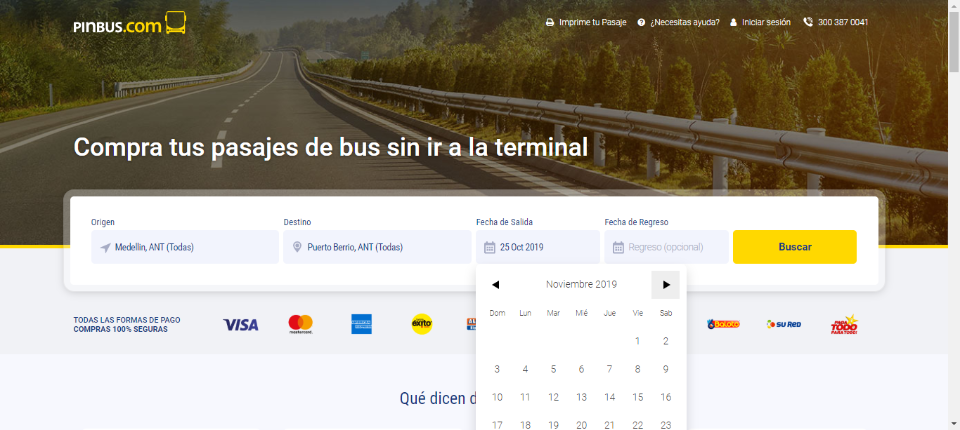 PINBUS.com
Imprime tu Pasaje
¿Necesitas ayuda?
Iniciar sesión
300 387 0041
Compra tus pasajes de bus sin ir a la terminal
Origen
Destino
Fecha de Salida
Fecha de Regreso
Medellín, ANT (Todas)
Puerto Berrio, ANT (Todas)
25 Oct 2019
Regreso (opcional)
Buscar
Noviembre 2019
Dom Lun Mar Mié Jue Vie Sab
1 2
3 4 5 6 7 8 9
10 11 12 13 14 15 16
17 18 19 20 21 22 23
TODAS LAS FORMAS DE PAGO
COMPRAS 100% SEGURAS
VISA
mastercard
éxito
BALOTO
SU RED
PAGA
TODO
PARA TODO!
Qué dicen d